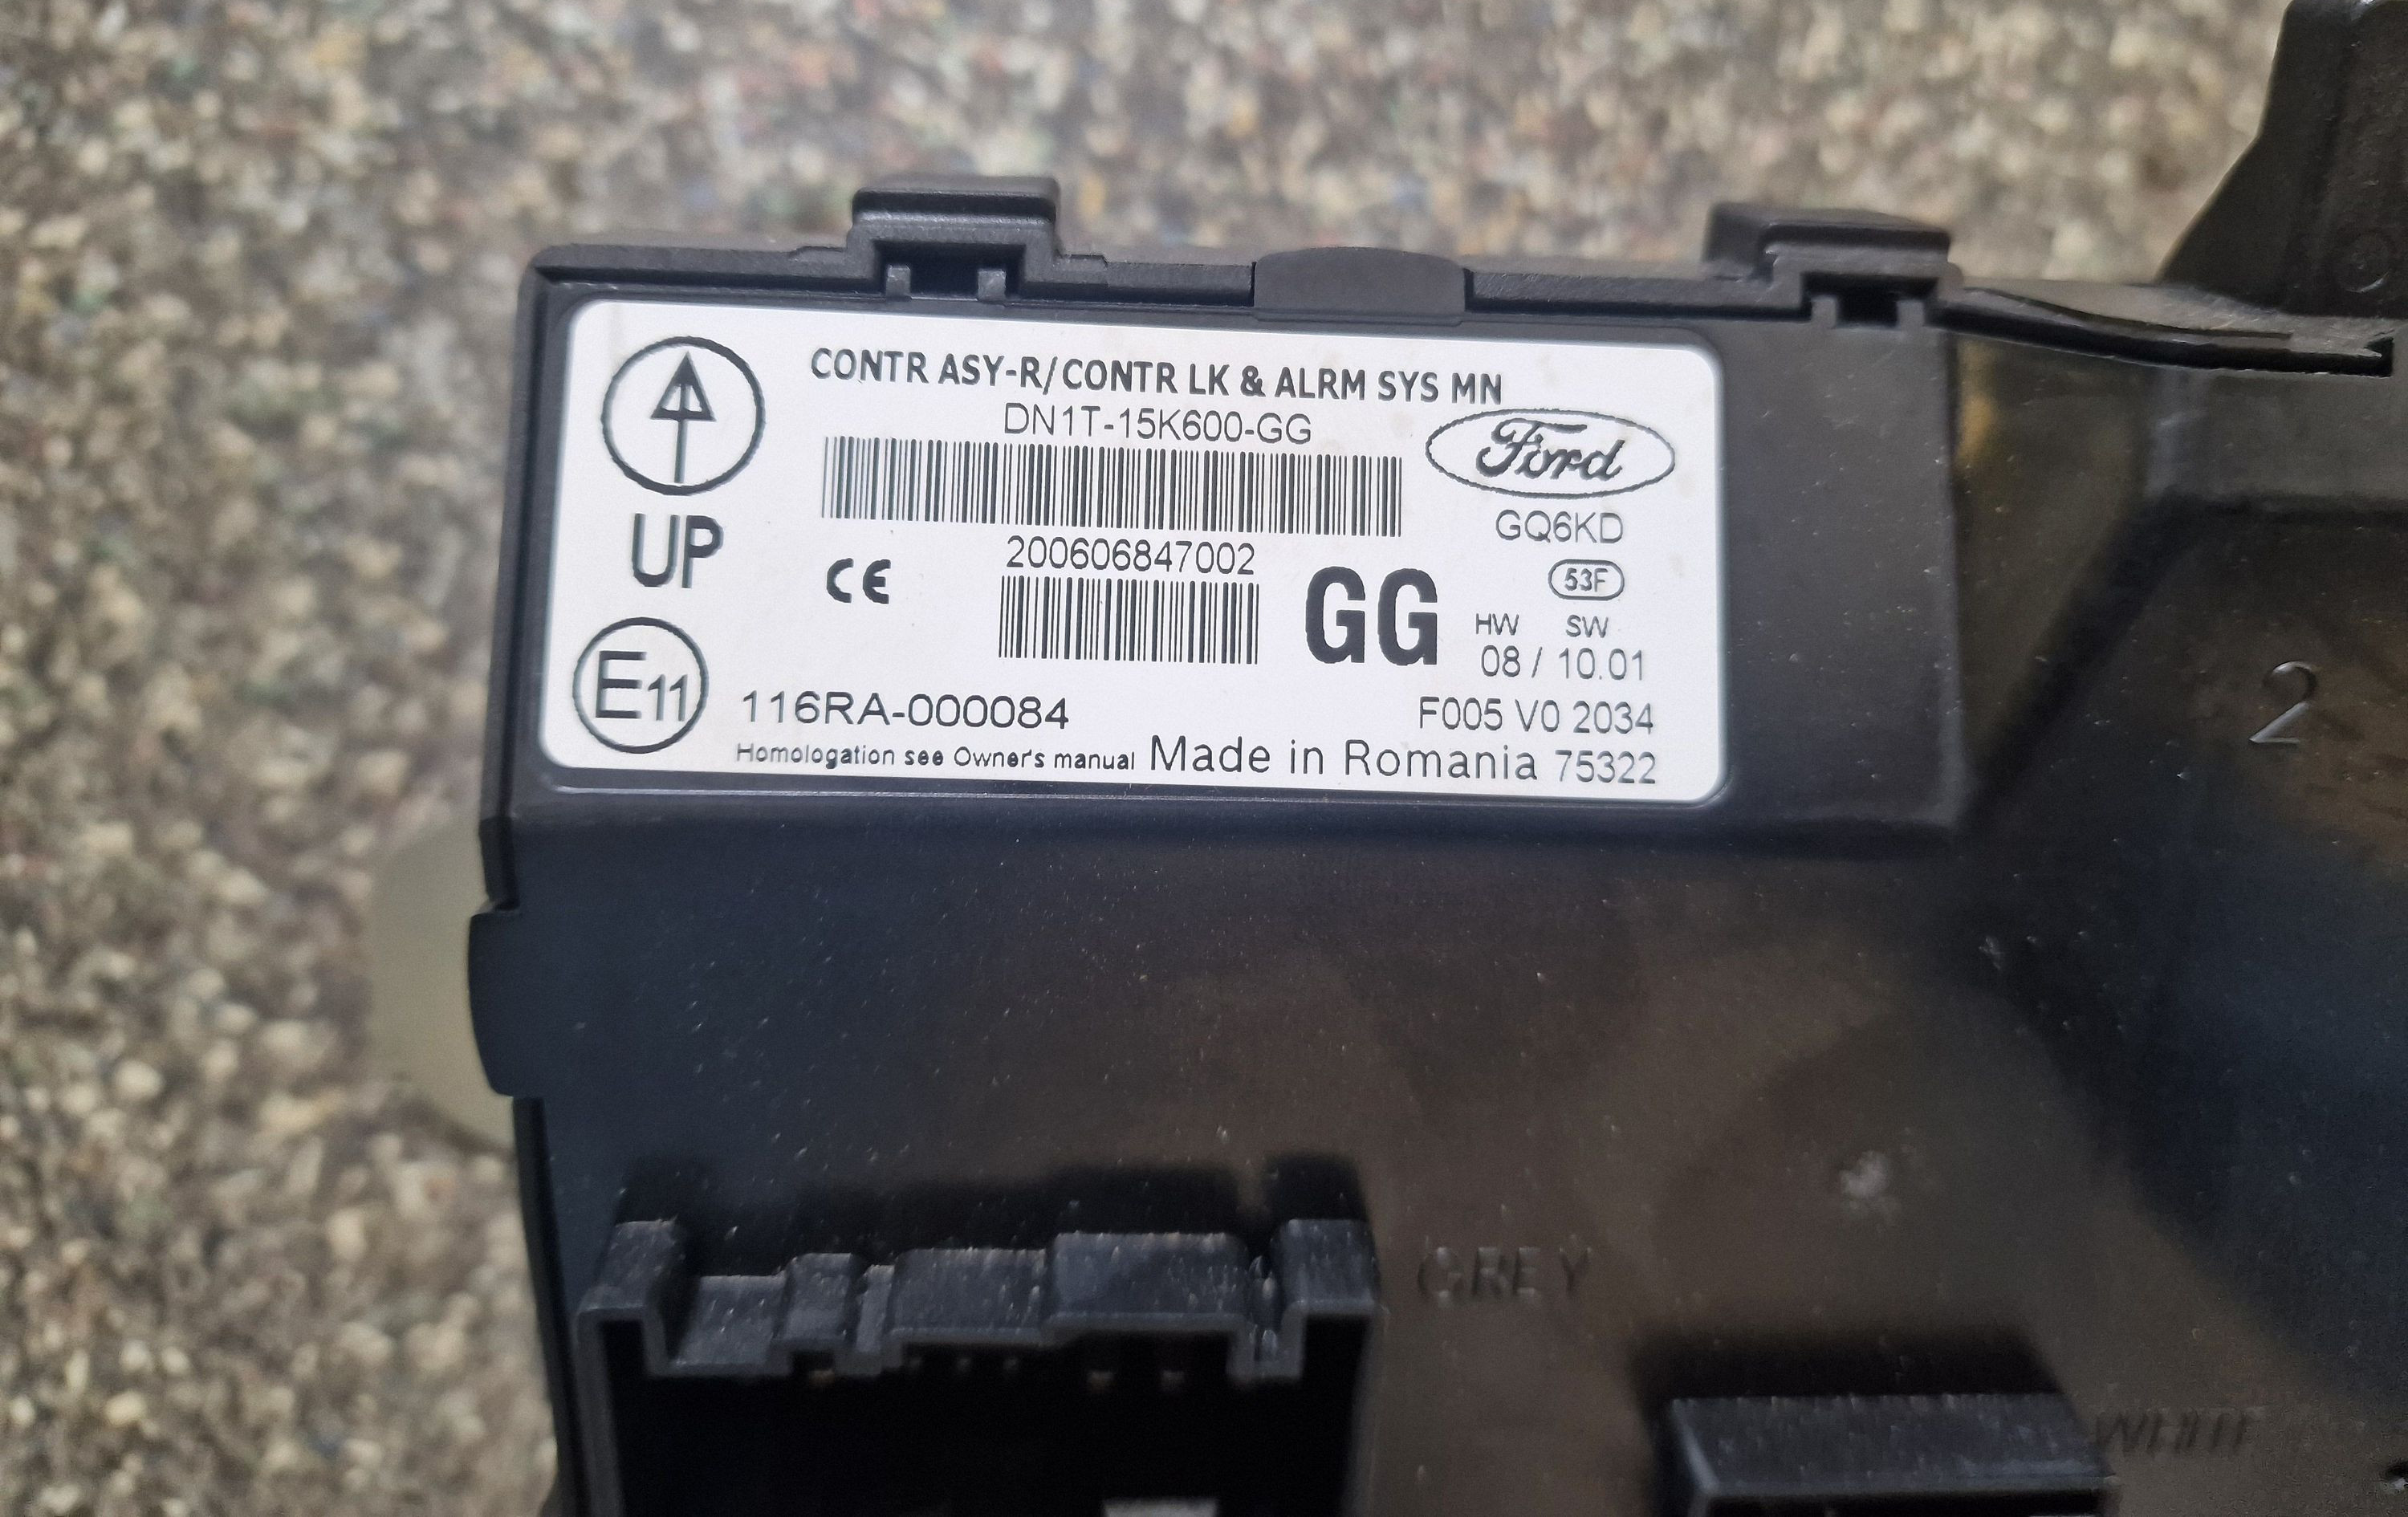 CONTR ASY-R/CONTR LK & ALRM SYS MN
DN1T-15K600-GG
Ford
GQ6KD
UP
CE
200606847002
GG
53F
HW SW
08 / 10.01
E11
116RA-000084
F005 V0 2034
Homologation see Owner's manual Made in Romania 75322
2
GREY
WHITE